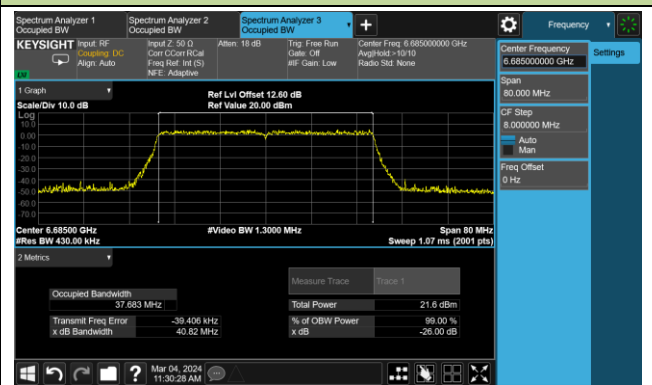 Spectrum Analyzer 1
Occupied BW
Spectrum Analyzer 2
Occupied BW
Spectrum Analyzer 3
Occupied BW
Frequency
KEYSIGHT
Input: RF
Coupling: DC
Align: Auto
Input Z: 50 Ω
Corr CCorr RCal
Freq Ref: Int (S)
NFE: Adaptive
Atten: 18 dB
Trig: Free Run
Gate: Off
#IF Gain: Low
Center Freq: 6.685000000 GHz
Avg|Hold:>10/10
Radio Std: None
Center Frequency
6.685000000 GHz
Settings
Span
80.000 MHz
CF Step
8.000000 MHz
Auto
Man
Freq Offset
0 Hz
1 Graph
Scale/Div 10.0 dB
Ref Lvl Offset 12.60 dB
Ref Value 20.00 dBm
Log
10.0
0.00
-10.0
-20.0
-30.0
-40.0
-50.0
-60.0
-70.0
Center 6.68500 GHz
#Res BW 430.00 kHz
#Video BW 1.3000 MHz
Span 80 MHz
Sweep 1.07 ms (2001 pts)
2 Metrics
Measure Trace
Trace 1
Occupied Bandwidth
37.683 MHz
Total Power
21.6 dBm
Transmit Freq Error
-39.406 kHz
% of OBW Power
99.00 %
x dB Bandwidth
40.82 MHz
x dB
-26.00 dB
Mar 04, 2024
11:30:28 AM